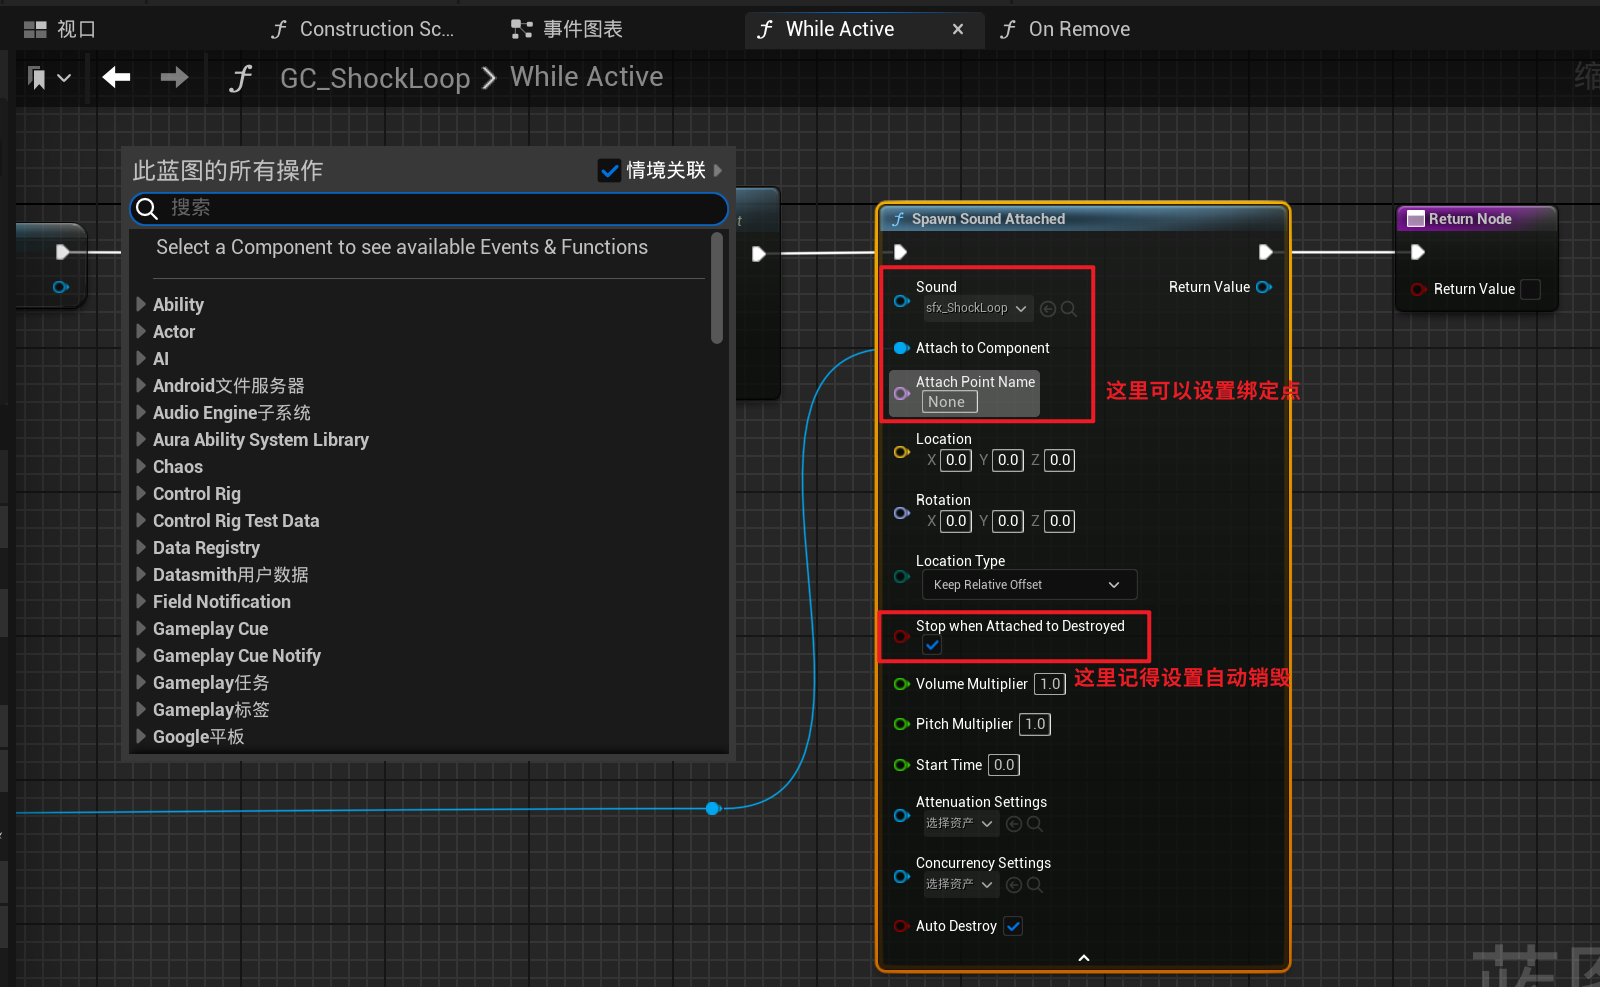 视口
Construction Sc...
事件图表
While Active
On Remove
GC_ShockLoop
While Active
缩
此蓝图的所有操作
情境关联
搜索
Select a Component to see available Events & Functions
Ability
Actor
AI
Android文件服务器
Audio Engine子系统
Aura Ability System Library
Chaos
Control Rig
Control Rig Test Data
Data Registry
Datasmith用户数据
Field Notification
Gameplay Cue
Gameplay Cue Notify
Gameplay任务
Gameplay标签
Google平板
t
Spawn Sound Attached
Sound
sfx_ShockLoop
Return Value
Attach to Component
Attach Point Name
None
这里可以设置绑定点
Location
X 0.0 Y 0.0 Z 0.0
Rotation
X 0.0 Y 0.0 Z 0.0
Location Type
Keep Relative Offset
Stop when Attached to Destroyed
这里记得设置自动销毁
Volume Multiplier 1.0
Pitch Multiplier 1.0
Start Time 0.0
Attenuation Settings
选择资产
Concurrency Settings
选择资产
Auto Destroy
Return Node
Return Value
蓝图